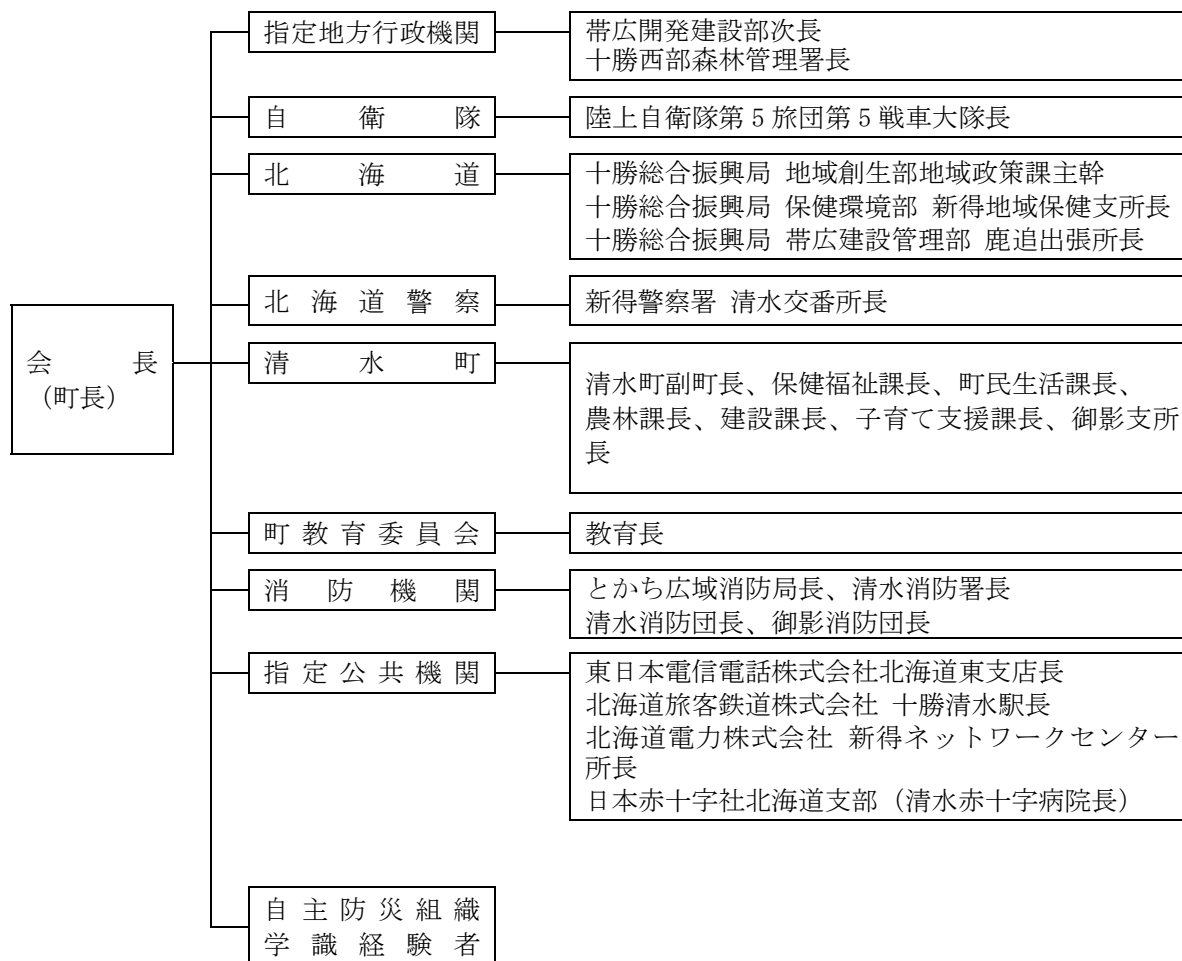 指定地方行政機関
帯広開発建設部次長
十勝西部森林管理署長
自衛隊
陸上自衛隊第5旅団第5戦車大隊長
北海道
十勝総合振興局 地域創生部地域政策課主幹
十勝総合振興局 保健環境部 新得地域保健支所長
十勝総合振興局 帯広建設管理部 鹿追出張所長
北海道警察
新得警察署 清水交番所長
会長
（町長）
清水町
清水町副町長、保健福祉課長、町民生活課長、
農林課長、建設課長、子育て支援課長、御影支所
長
町教育委員会
教育長
消防機関
とかち広域消防局長、清水消防署長
清水消防団長、御影消防団長
指定公共機関
東日本電信電話株式会社北海道東支店長
北海道旅客鉄道株式会社 十勝清水駅長
北海道電力株式会社 新得ネットワークセンター
所長
日本赤十字社北海道支部（清水赤十字病院長）
自主防災組織
学識経験者